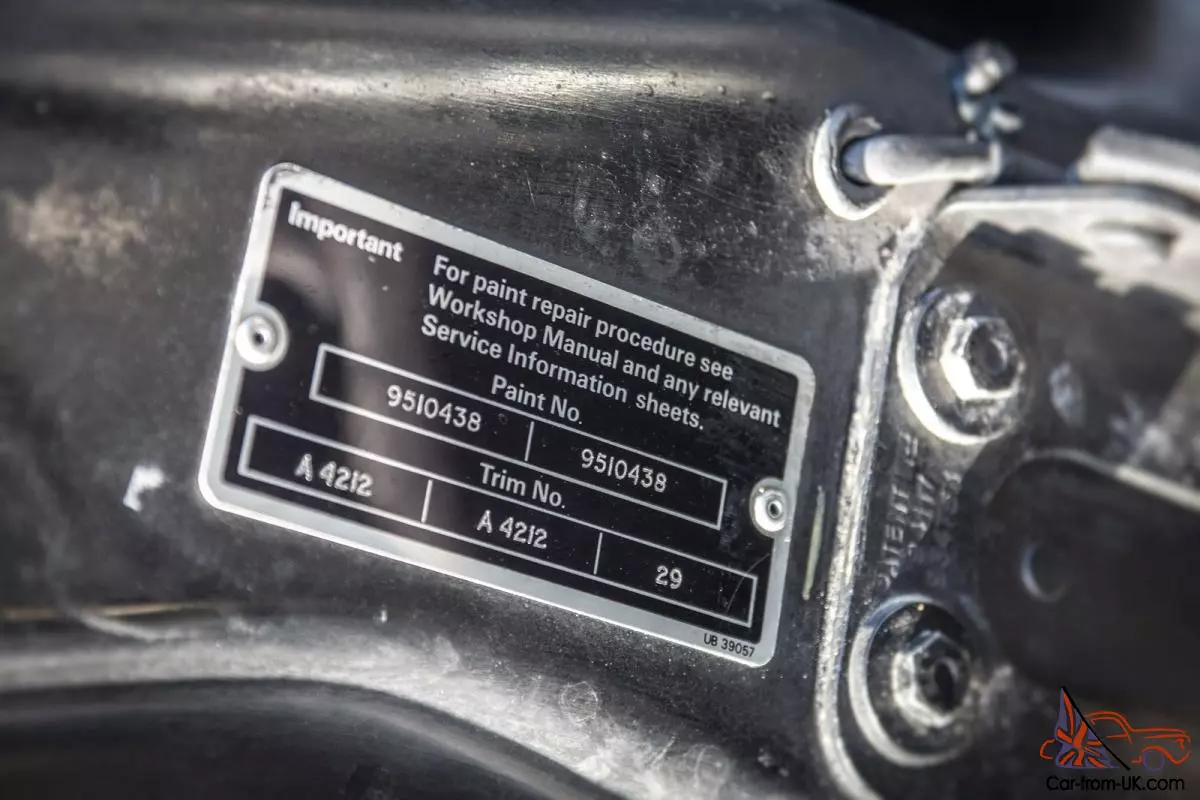 Important
For paint repair procedure see
Workshop Manual and any relevant
Service Information sheets.
Paint No.
9510438 9510438
Trim No.
A 4212 A 4212 29
UB 39057
PATENT
Car-from-UK.com